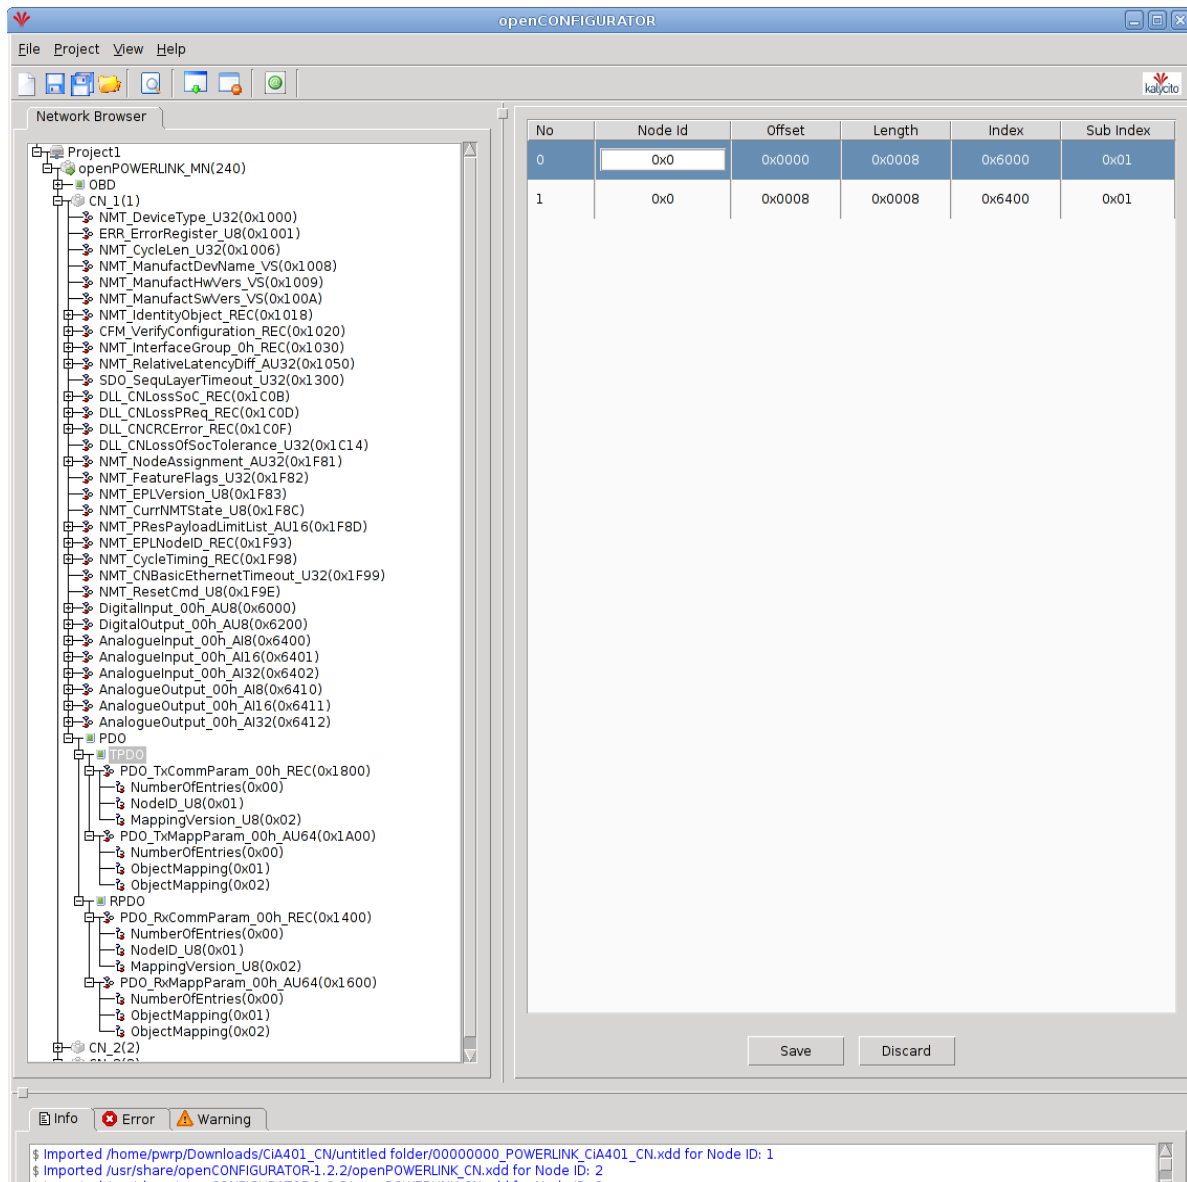 openCONFIGURATOR
File Project View Help
kalycito
Network Browser
Project1
openPOWERLINK_MN(240)
OBD
CN_1(1)
NMT_DeviceType_U32(0x1000)
ERR_ErrorRegister_U8(0x1001)
NMT_CycleLen_U32(0x1006)
NMT_ManufactDevName_VS(0x1008)
NMT_ManufactHwVers_VS(0x1009)
NMT_ManufactSwVers_VS(0x100A)
NMT_IdentityObject_REC(0x1018)
CFM_VerifyConfiguration_REC(0x1020)
NMT_InterfaceGroup_0h_REC(0x1030)
NMT_RelativeLatencyDiff_AU32(0x1050)
SDO_SequLayerTimeout_U32(0x1300)
DLL_CNLossSoC_REC(0x1C0B)
DLL_CNLossPReq_REC(0x1C0D)
DLL_CNCRCError_REC(0x1C0F)
DLL_CNLossOfSocTolerance_U32(0x1C14)
NMT_NodeAssignment_AU32(0x1F81)
NMT_FeatureFlags_U32(0x1F82)
NMT_EPLVersion_U8(0x1F83)
NMT_CurrNMTState_U8(0x1F8C)
NMT_PResPayloadLimitList_AU16(0x1F8D)
NMT_EPLNodeID_REC(0x1F93)
NMT_CycleTiming_REC(0x1F98)
NMT_CNBasicEthernetTimeout_U32(0x1F99)
NMT_ResetCmd_U8(0x1F9E)
DigitalInput_00h_AU8(0x6000)
DigitalOutput_00h_AU8(0x6200)
AnalogueInput_00h_AI8(0x6400)
AnalogueInput_00h_AI16(0x6401)
AnalogueInput_00h_AI32(0x6402)
AnalogueOutput_00h_AI8(0x6410)
AnalogueOutput_00h_AI16(0x6411)
AnalogueOutput_00h_AI32(0x6412)
PDO
TPDO
PDO_TxCommParam_00h_REC(0x1800)
NumberOfEntries(0x00)
NodeID_U8(0x01)
MappingVersion_U8(0x02)
PDO_TxMappParam_00h_AU64(0x1A00)
NumberOfEntries(0x00)
ObjectMapping(0x01)
ObjectMapping(0x02)
RPDO
PDO_RxCommParam_00h_REC(0x1400)
NumberOfEntries(0x00)
NodeID_U8(0x01)
MappingVersion_U8(0x02)
PDO_RxMappParam_00h_AU64(0x1600)
NumberOfEntries(0x00)
ObjectMapping(0x01)
ObjectMapping(0x02)
CN_2(2)
No Node Id Offset Length Index Sub Index
0 0x0 0x0000 0x0008 0x6000 0x01
1 0x0 0x0008 0x0008 0x6400 0x01
Save Discard
Info Error Warning
$ Imported /home/pwrp/Downloads/CiA401_CN/untitled folder/00000000_POWERLINK_CiA401_CN.xdd for Node ID: 1
$ Imported /usr/share/openCONFIGURATOR-1.2.2/openPOWERLINK_CN.xdd for Node ID: 2